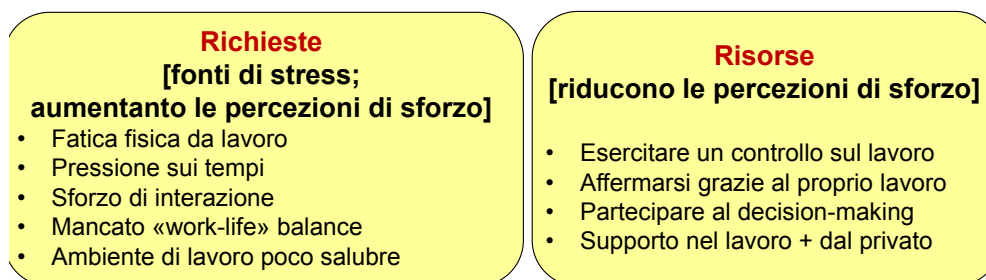 Richieste
[fonti di stress;
aumentanto le percezioni di sforzo]
• Fatica fisica da lavoro
• Pressione sui tempi
• Sforzo di interazione
• Mancato «work-life» balance
• Ambiente di lavoro poco salubre
Risorse
[riducono le percezioni di sforzo]
• Esercitare un controllo sul lavoro
• Affermarsi grazie al proprio lavoro
• Partecipare al decision-making
• Supporto nel lavoro + dal privato